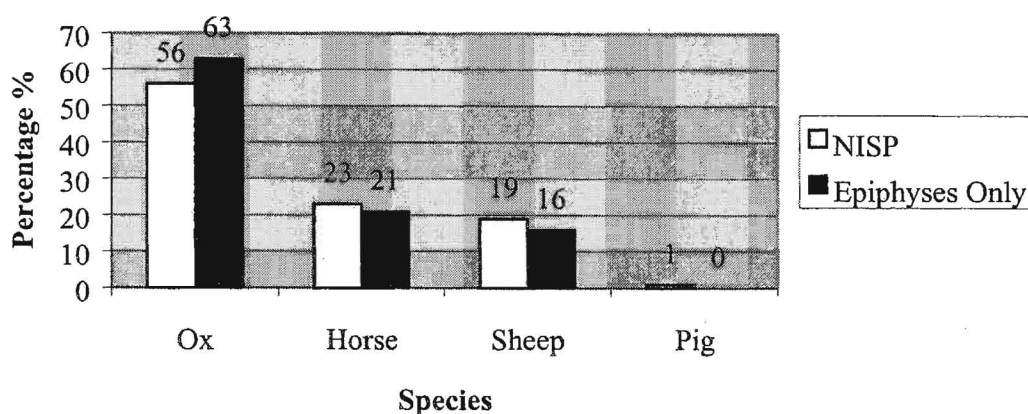 Percentage %
70
60
50
40
30
20
10
0
56 63
23 21
19 16
1 0
Ox Horse Sheep Pig
Species
NISP
Epiphyses Only